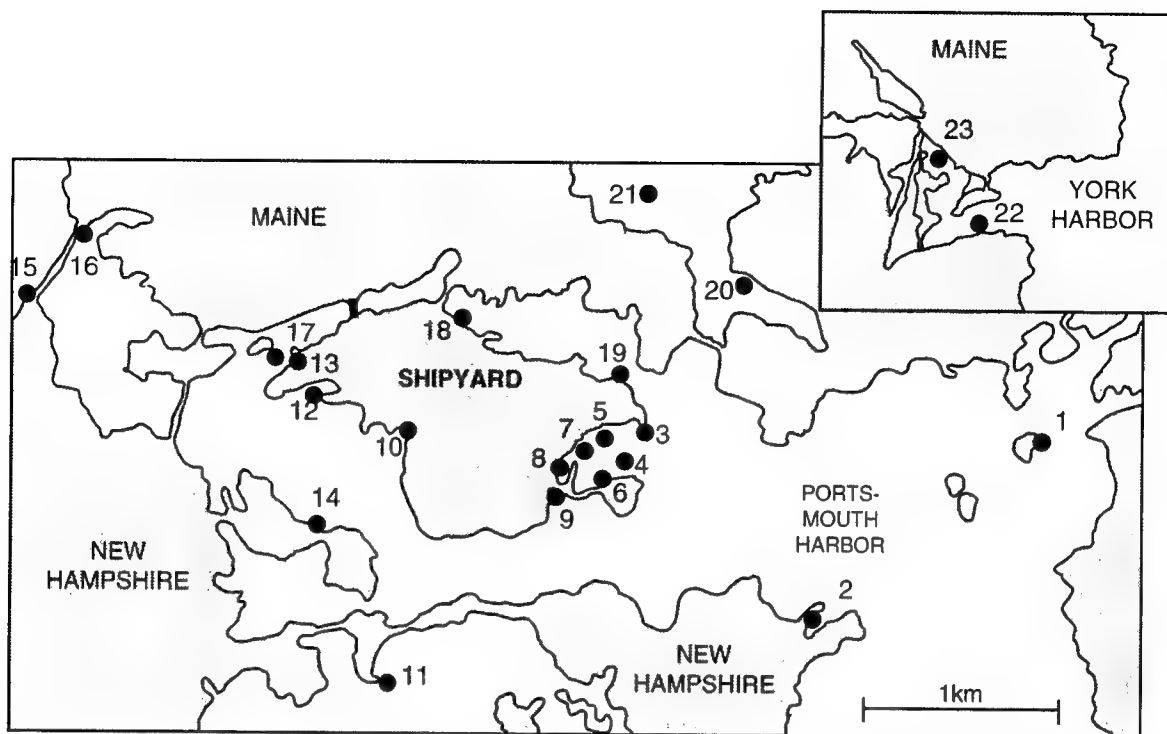 MAINE
23
YORK
HARBOR
22
21
MAINE
16
15
20
18
17
13
19
SHIPYARD
12
5
3
1
10
7
8
4
6
9
PORTS-
MOUTH
HARBOR
14
NEW
HAMPSHIRE
2
NEW
HAMPSHIRE
11
1km